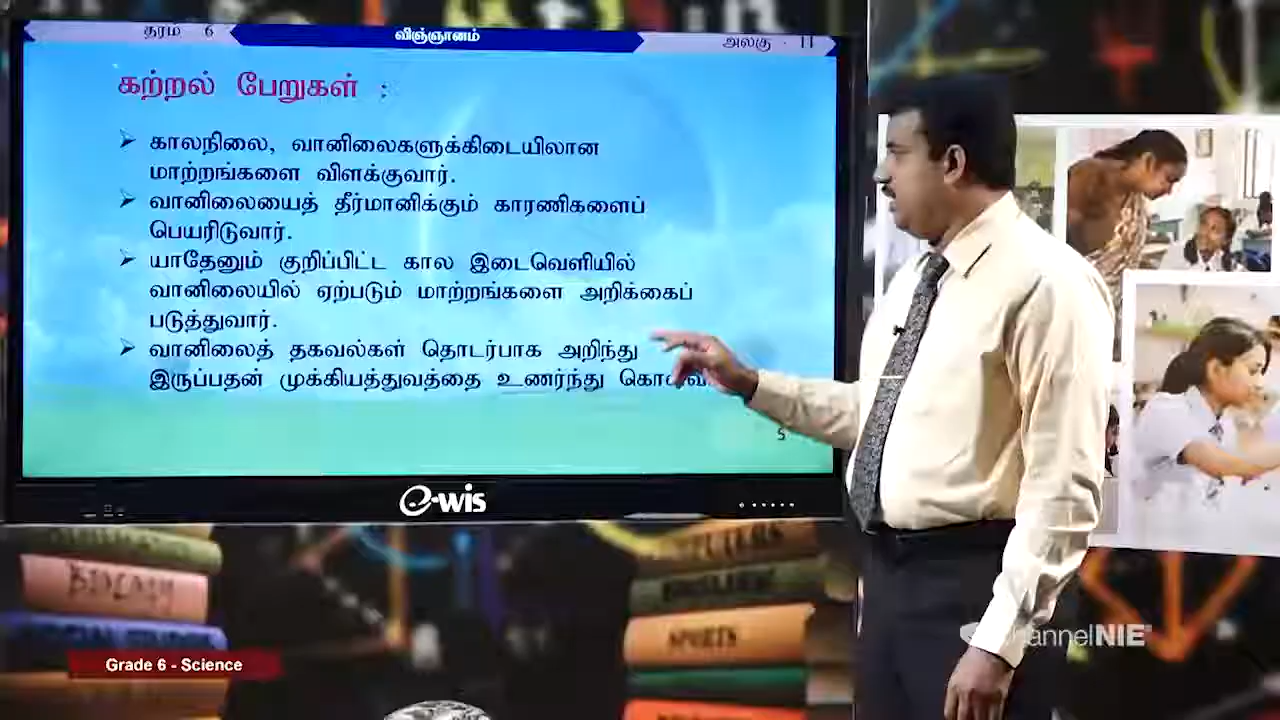 தரம் 6 விஞ்ஞானம் அலகு - 11
கற்றல் பேறுகள் :
➢ காலநிலை, வானிலைகளுக்கிடையிலான
மாற்றங்களை விளக்குவார்.
➢ வானிலையைத் தீர்மானிக்கும் காரணிகளைப்
பெயரிடுவார்.
➢ யாதேனும் குறிப்பிட்ட கால இடைவெளியில்
வானிலையில் ஏற்படும் மாற்றங்களை அறிக்கைப்
படுத்துவார்.
➢ வானிலைத் தகவல்கள் தொடர்பாக அறிந்து
இருப்பதன் முக்கியத்துவத்தை உணர்ந்து
5
e-wis
BIOLOGY
SPORTS
channelNIE
Grade 6 - Science